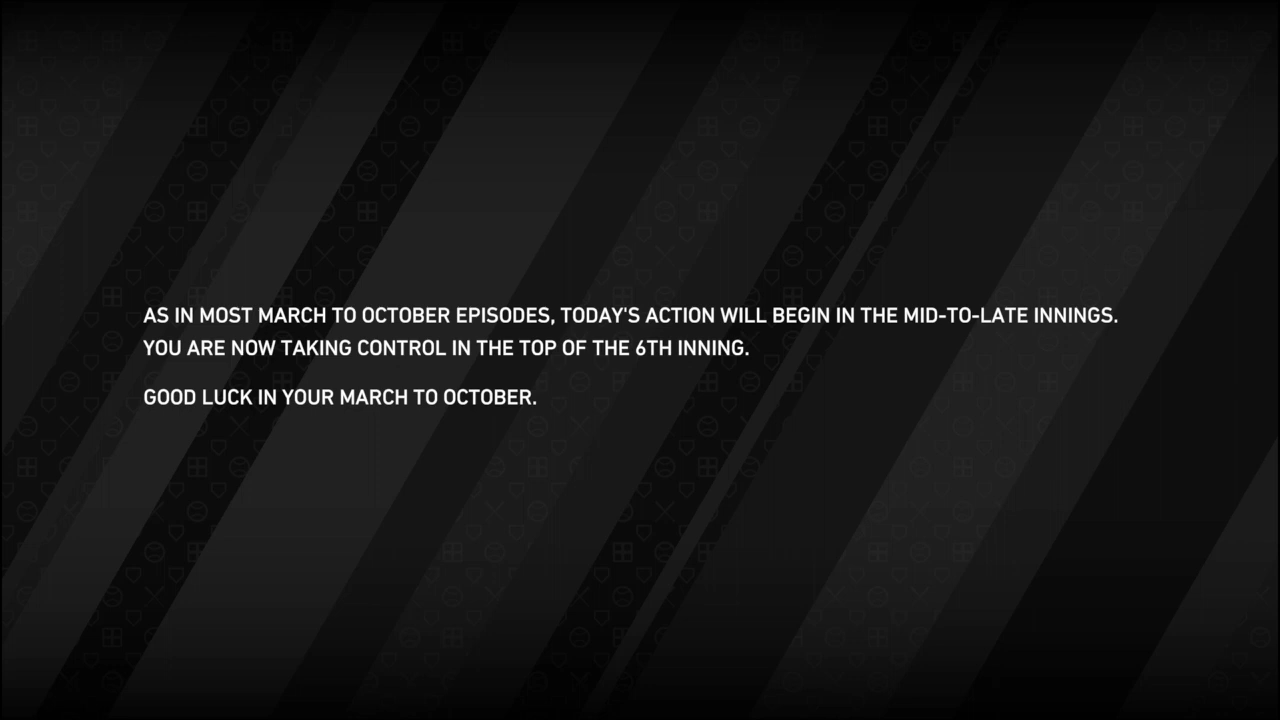 AS IN MOST MARCH TO OCTOBER EPISODES, TODAY'S ACTION WILL BEGIN IN THE MID-TO-LATE INNINGS.
YOU ARE NOW TAKING CONTROL IN THE TOP OF THE 6TH INNING.
GOOD LUCK IN YOUR MARCH TO OCTOBER.